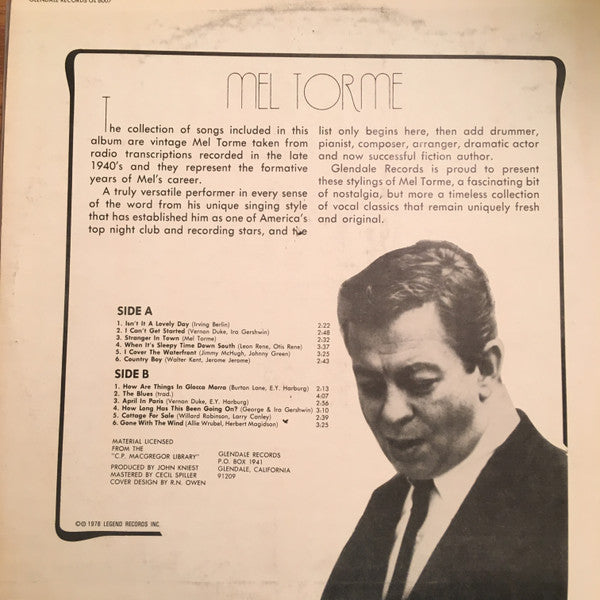 GLENDALE RECORDS GL 6007
MEL TORME
The collection of songs included in this
album are vintage Mel Torme taken from
radio transcriptions recorded in the late
1940's and they represent the formative
years of Mel's career.
A truly versatile performer in every sense
of the word from his unique singing style
that has established him as one of America's
top night club and recording stars, and the
list only begins here, then add drummer,
pianist, composer, arranger, dramatic actor
and now successful fiction author.
Glendale Records is proud to present
these stylings of Mel Torme, a fascinating bit
of nostalgia, but more a timeless collection
of vocal classics that remain uniquely fresh
and original.
SIDE A
1. Isn't It A Lovely Day (Irving Berlin) 2:22
2. I Can't Get Started (Vernon Duke, Ira Gershwin) 2:48
3. Stranger In Town (Mel Torme) 2:32
4. When It's Sleepy Time Down South (Leon Rene, Otis Rene) 3:37
5. I Cover The Waterfront (Jimmy McHugh, Johnny Green) 3:25
6. Country Boy (Walter Kent, Jerome Jerome) 2:43
SIDE B
1. How Are Things In Glocca Morra (Burton Lane, E.Y. Harburg) 2:13
2. The Blues (trad.) 4:07
3. April In Paris (Vernon Duke, E.Y. Harburg) 2:56
4. How Long Has This Been Going On? (George & Ira Gershwin) 3:10
5. Cottage For Sale (Willard Robison, Larry Conley) 2:39
6. Gone With The Wind (Allie Wrubel, Herbert Magidson) 3:25
MATERIAL LICENSED
FROM THE
"C.P. MACGREGOR LIBRARY"
PRODUCED BY JOHN KNIEST
MASTERED BY CECIL SPILLER
COVER DESIGN BY R.N. OWEN
GLENDALE RECORDS
P.O. BOX 1941
GLENDALE, CALIFORNIA
91209
©℗ 1978 LEGEND RECORDS INC.